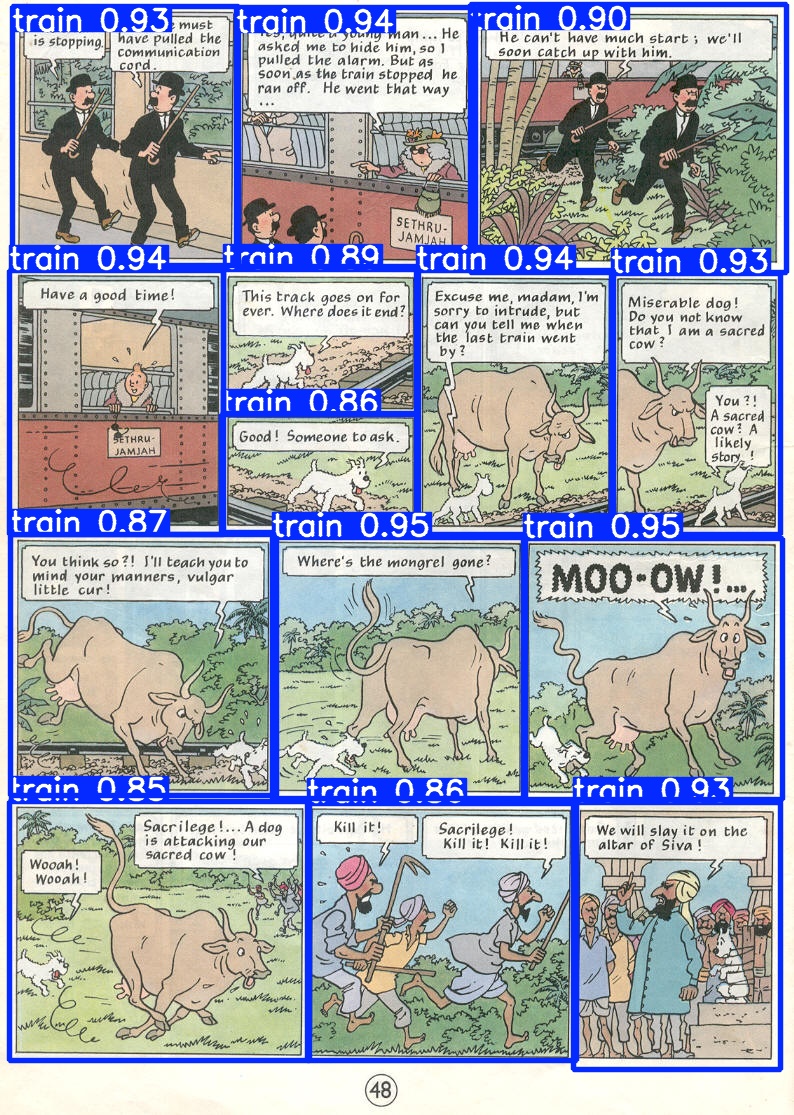 train 0.93
is stopping.
e must
have pulled the
communication
cord.
train 0.94
Yes, quite a young man... He
asked me to hide him, so I
pulled the alarm. But as
soon as the train stopped he
ran off. He went that way
...
SETHRU-
JAMJAH
train 0.90
He can't have much start; we'll
soon catch up with him.
train 0.94
Have a good time!
SETHRU-
JAMJAH
train 0.89
This track goes on for
ever. Where does it end?
train 0.86
Good! Someone to ask.
train 0.94
Excuse me, madam, I'm
sorry to intrude, but
can you tell me when
the last train went
by?
train 0.93
Miserable dog!
Do you not know
that I am a sacred
cow?
You?!
A sacred
cow? A
likely
story!
train 0.87
You think so?! I'll teach you to
mind your manners, vulgar
little cur!
train 0.95
Where's the mongrel gone?
train 0.95
MOO-OW!...
train 0.85
Wooah!
Wooah!
Sacrilege!... A dog
is attacking our
sacred cow!
train 0.86
Kill it!
Sacrilege!
Kill it! Kill it!
train 0.93
We will slay it on the
altar of Siva!
48